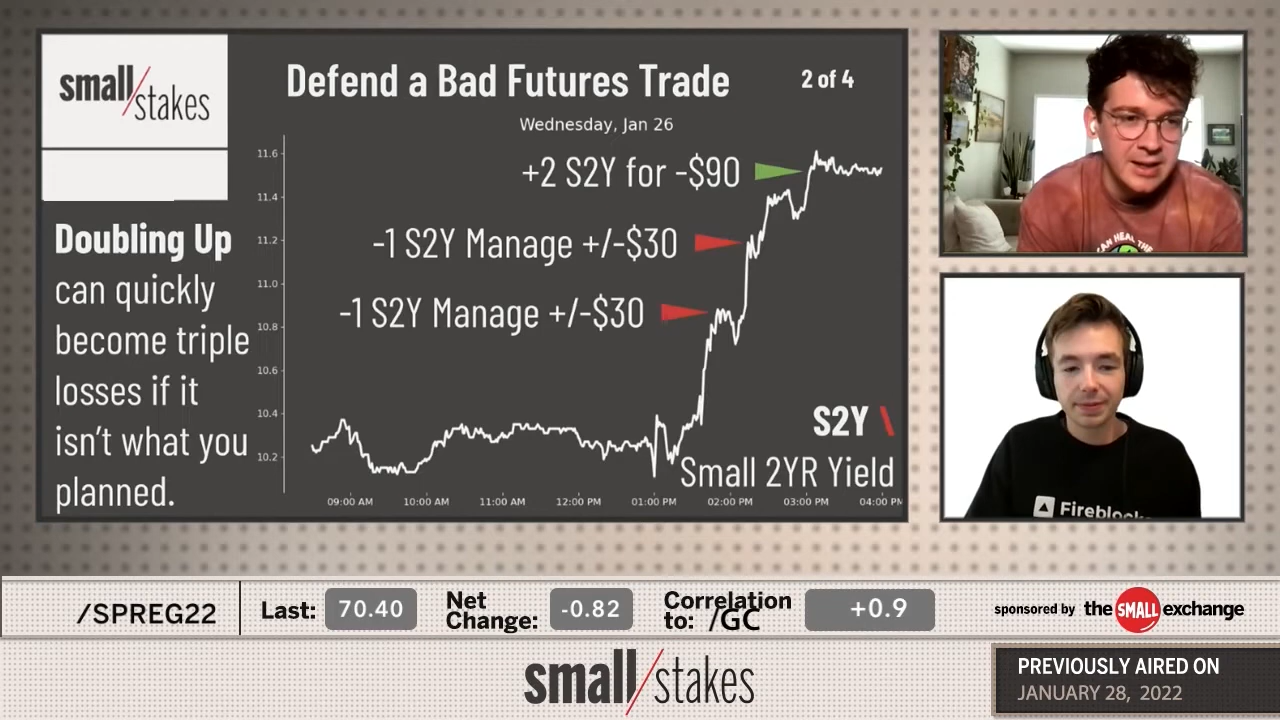 small/stakes
Defend a Bad Futures Trade
2 of 4
Wednesday, Jan 26
Doubling Up
can quickly
become triple
losses if it
isn't what you
planned.
11.6
11.4
11.2
11.0
10.8
10.6
10.4
10.2
+2 S2Y for -$90
-1 S2Y Manage +/-$30
-1 S2Y Manage +/-$30
S2Y \
Small 2YR Yield
09:00 AM 10:00 AM 11:00 AM 12:00 PM 01:00 PM 02:00 PM 03:00 PM 04:00 PM
CAN HEAL THE
Fireblocks
/SPREG22
Last: 70.40
Net
Change: -0.82
Correlation
to: /GC +0.9
sponsored by the SMALL exchange
small/stakes
PREVIOUSLY AIRED ON
JANUARY 28, 2022